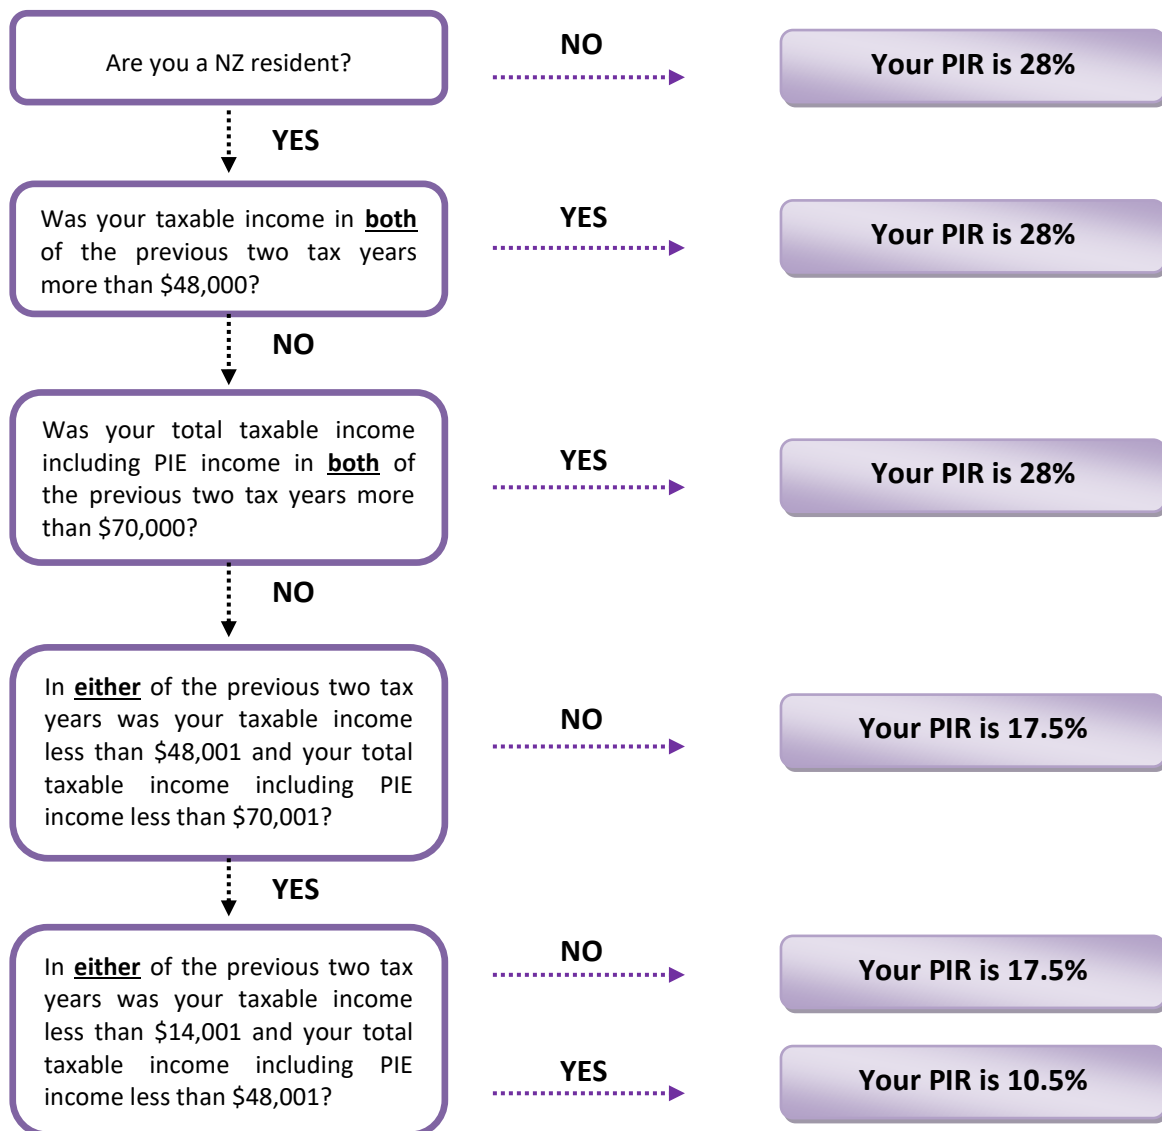 Are you a NZ resident?
NO
Your PIR is 28%
YES
Was your taxable income in both
of the previous two tax years
more than $48,000?
YES
Your PIR is 28%
NO
Was your total taxable income
including PIE income in both of
the previous two tax years more
than $70,000?
YES
Your PIR is 28%
NO
In either of the previous two tax
years was your taxable income
less than $48,001 and your total
taxable income including PIE
income less than $70,001?
NO
Your PIR is 17.5%
YES
In either of the previous two tax
years was your taxable income
less than $14,001 and your total
taxable income including PIE
income less than $48,001?
NO
Your PIR is 17.5%
YES
Your PIR is 10.5%